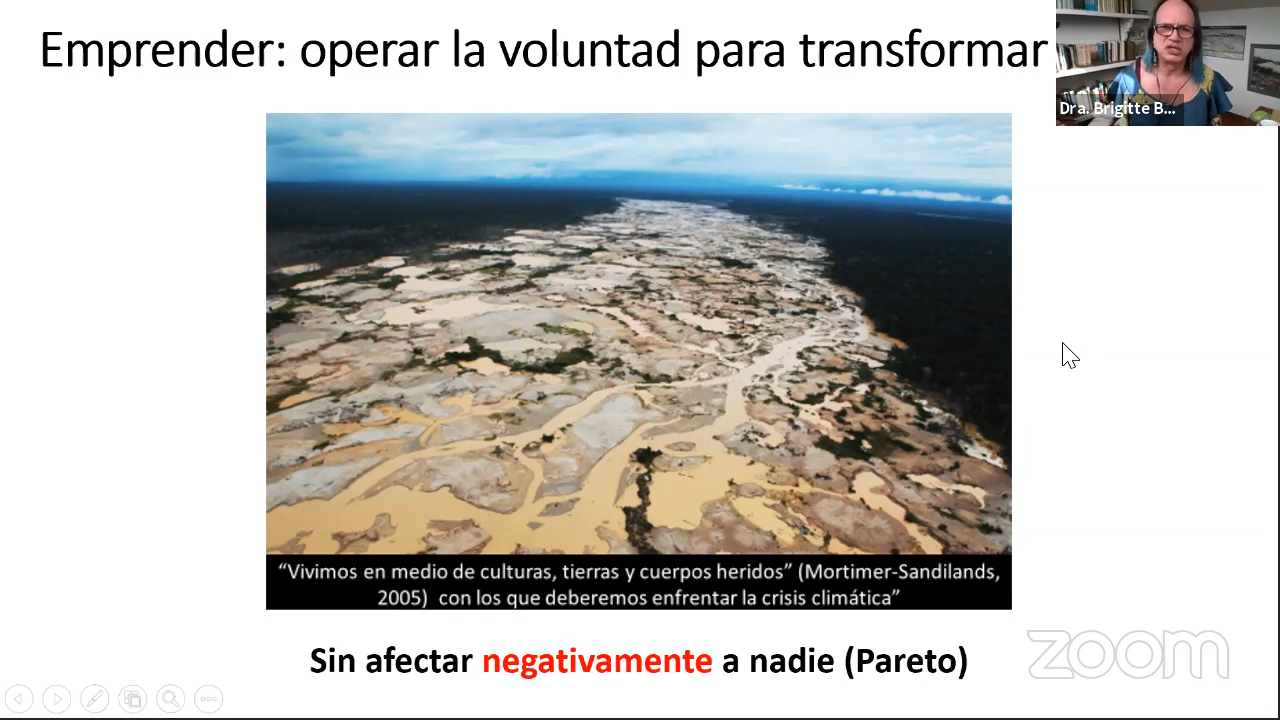 Emprender: operar la voluntad para transformar
Dra. Brigitte B...
“Vivimos en medio de culturas, tierras y cuerpos heridos” (Mortimer-Sandilands,
2005) con los que deberemos enfrentar la crisis climática”
Sin afectar negativamente a nadie (Pareto)
zoom